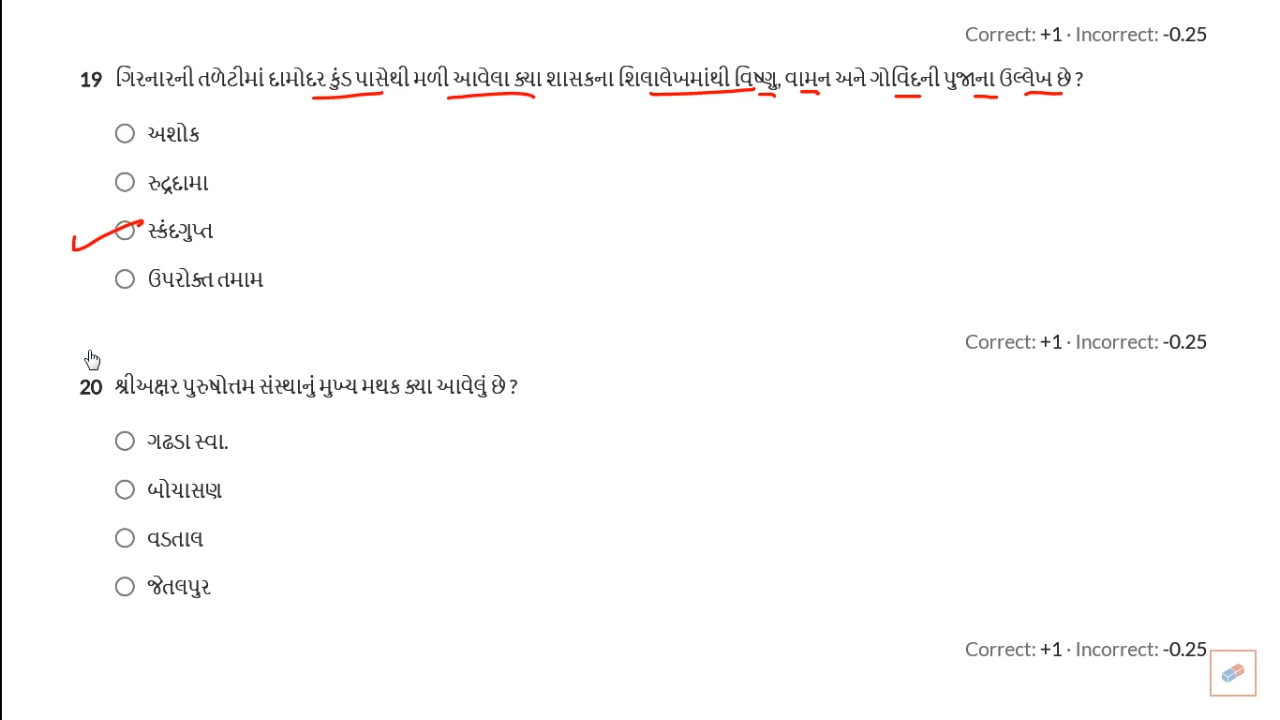 Correct: +1 · Incorrect: -0.25
19 ગિરનારની તળેટીમાં દામોદર કુંડ પાસેથી મળી આવેલા ક્યા શાસકના શિલાલેખમાંથી વિષ્ણુ, વામન અને ગોવિંદની પુજાના ઉલ્લેખ છે ?
અશોક
રુદ્રદામા
સ્કંદગુપ્ત
ઉપરોક્ત તમામ
Correct: +1 · Incorrect: -0.25
20 શ્રીઅક્ષર પુરુષોત્તમ સંસ્થાનું મુખ્ય મથક ક્યા આવેલું છે ?
ગઢડા સ્વા.
બોચાસણ
વડતાલ
જેતલપુર
Correct: +1 · Incorrect: -0.25